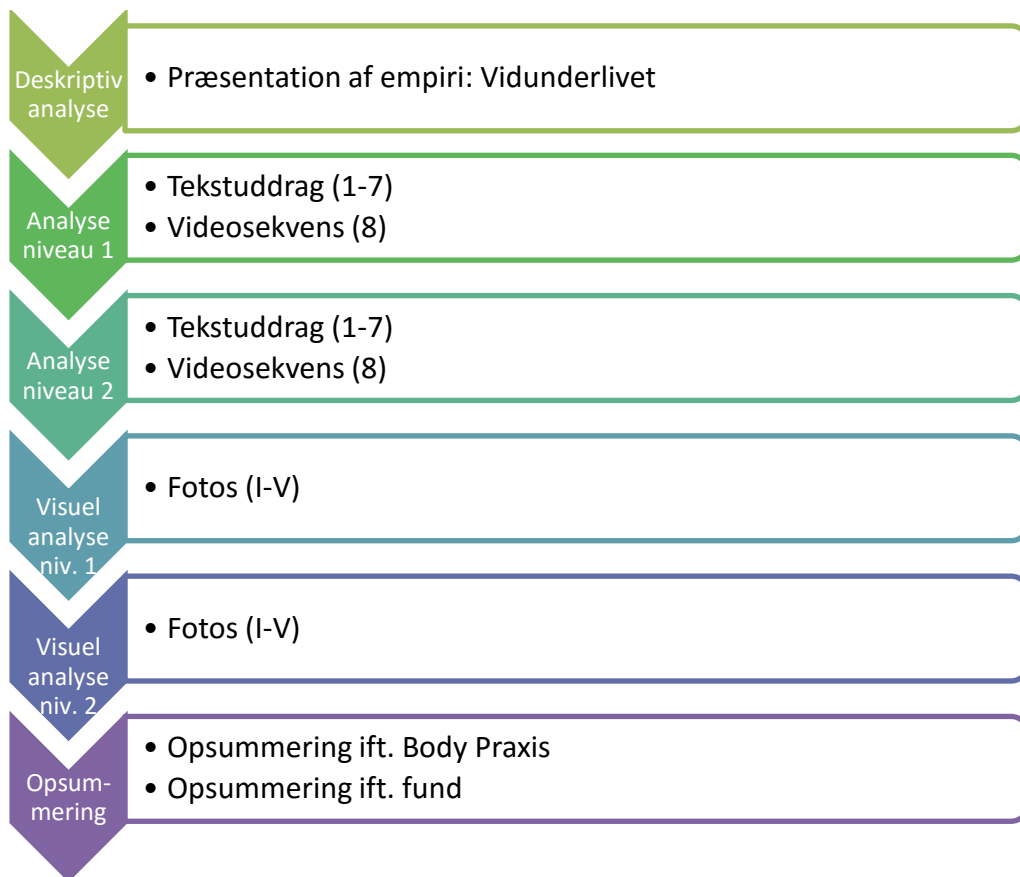 Deskriptiv
analyse
• Præsentation af empiri: Vidunderlivet
Analyse
niveau 1
• Tekstuddrag (1-7)
• Videosekvens (8)
Analyse
niveau 2
• Tekstuddrag (1-7)
• Videosekvens (8)
Visuel
analyse
niv. 1
• Fotos (I-V)
Visuel
analyse
niv. 2
• Fotos (I-V)
Opsum-
mering
• Opsummering ift. Body Praxis
• Opsummering ift. fund